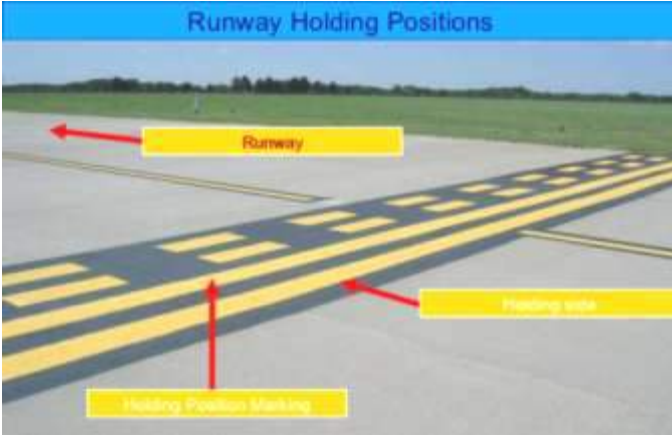 Runway Holding Positions
Runway
Holding side
Holding Position Marking